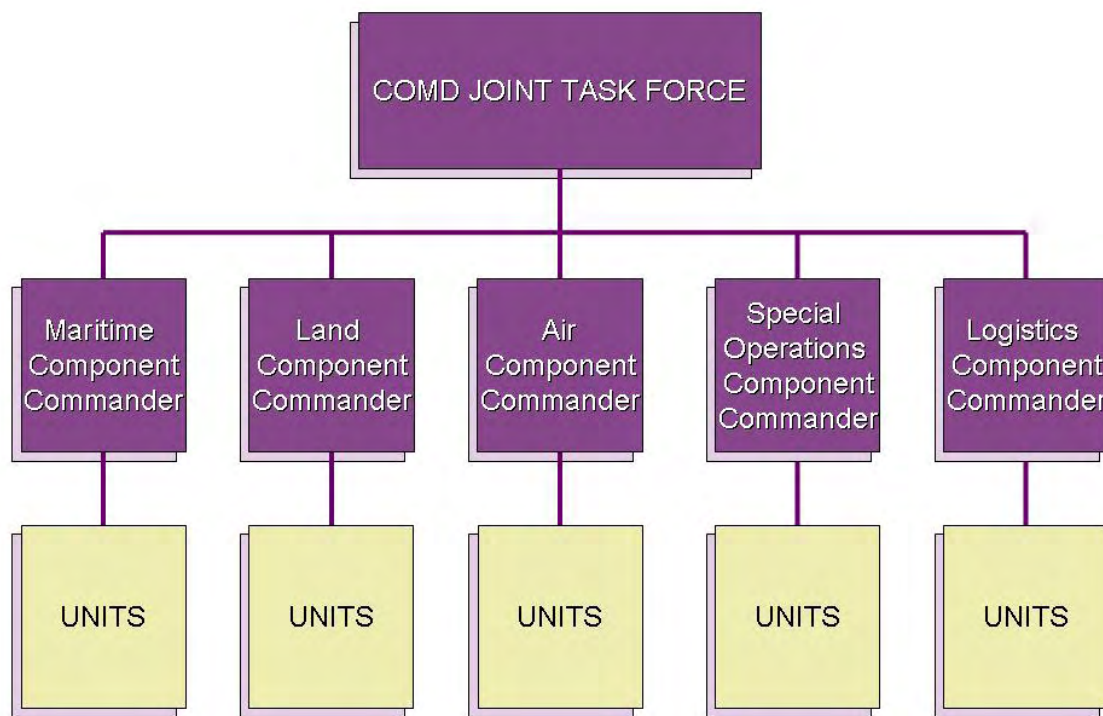 COMD JOINT TASK FORCE
Maritime
Component
Commander
Land
Component
Commander
Air
Component
Commander
Special
Operations
Component
Commander
Logistics
Component
Commander
UNITS
UNITS
UNITS
UNITS
UNITS